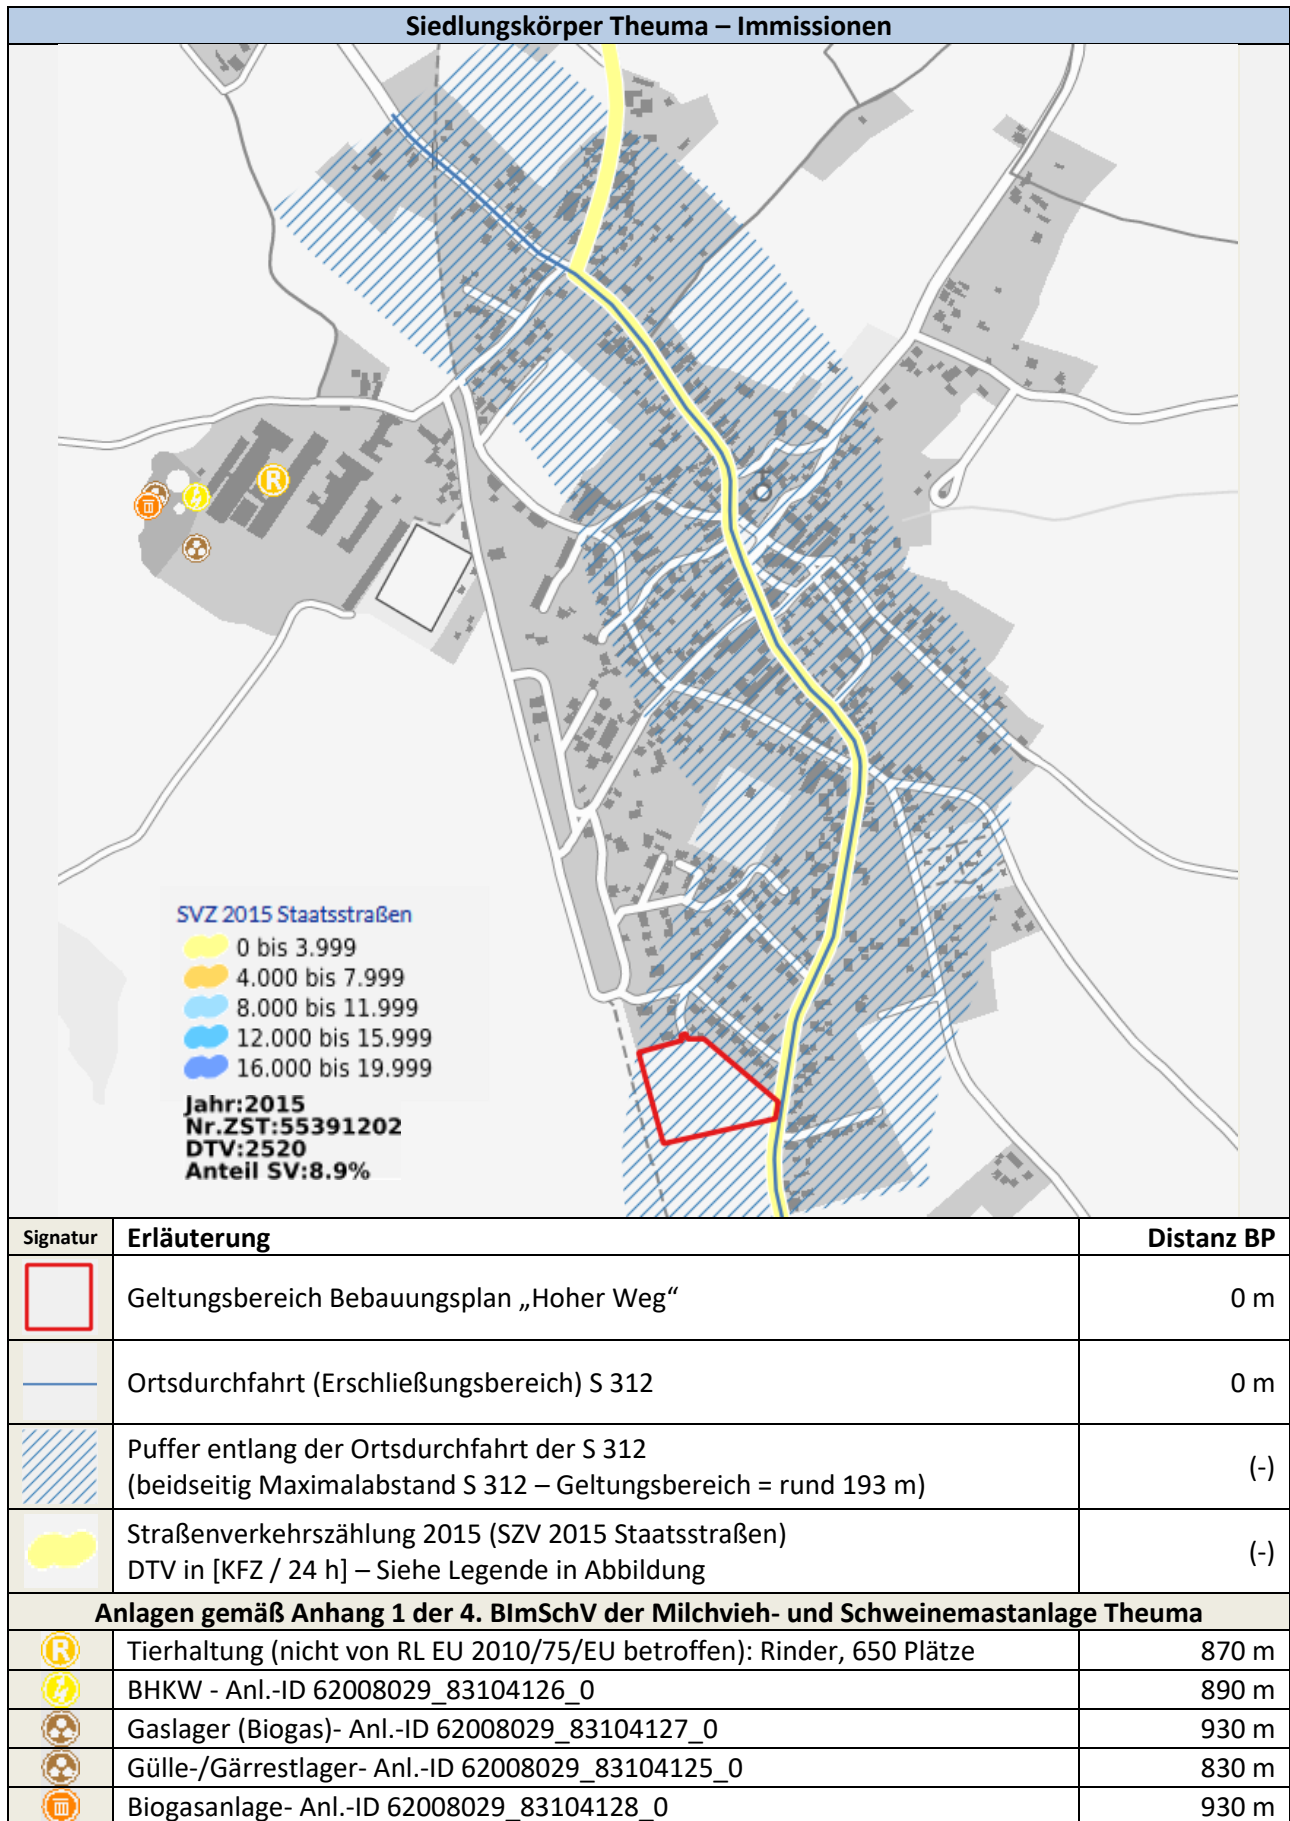 Siedlungskörper Theuma – Immissionen
R
SVZ 2015 Staatsstraßen
0 bis 3.999
4.000 bis 7.999
8.000 bis 11.999
12.000 bis 15.999
16.000 bis 19.999
Jahr:2015
Nr.ZST:55391202
DTV:2520
Anteil SV:8.9%
Signatur Erläuterung Distanz BP
Geltungsbereich Bebauungsplan „Hoher Weg“ 0 m
Ortsdurchfahrt (Erschließungsbereich) S 312 0 m
Puffer entlang der Ortsdurchfahrt der S 312
(beidseitig Maximalabstand S 312 – Geltungsbereich = rund 193 m) (-)
Straßenverkehrszählung 2015 (SZV 2015 Staatsstraßen)
DTV in [KFZ / 24 h] – Siehe Legende in Abbildung (-)
Anlagen gemäß Anhang 1 der 4. BImSchV der Milchvieh- und Schweinemastanlage Theuma
R Tierhaltung (nicht von RL EU 2010/75/EU betroffen): Rinder, 650 Plätze 870 m
BHKW - Anl.-ID 62008029_83104126_0 890 m
Gaslager (Biogas)- Anl.-ID 62008029_83104127_0 930 m
Gülle-/Gärrestlager- Anl.-ID 62008029_83104125_0 830 m
Biogasanlage- Anl.-ID 62008029_83104128_0 930 m